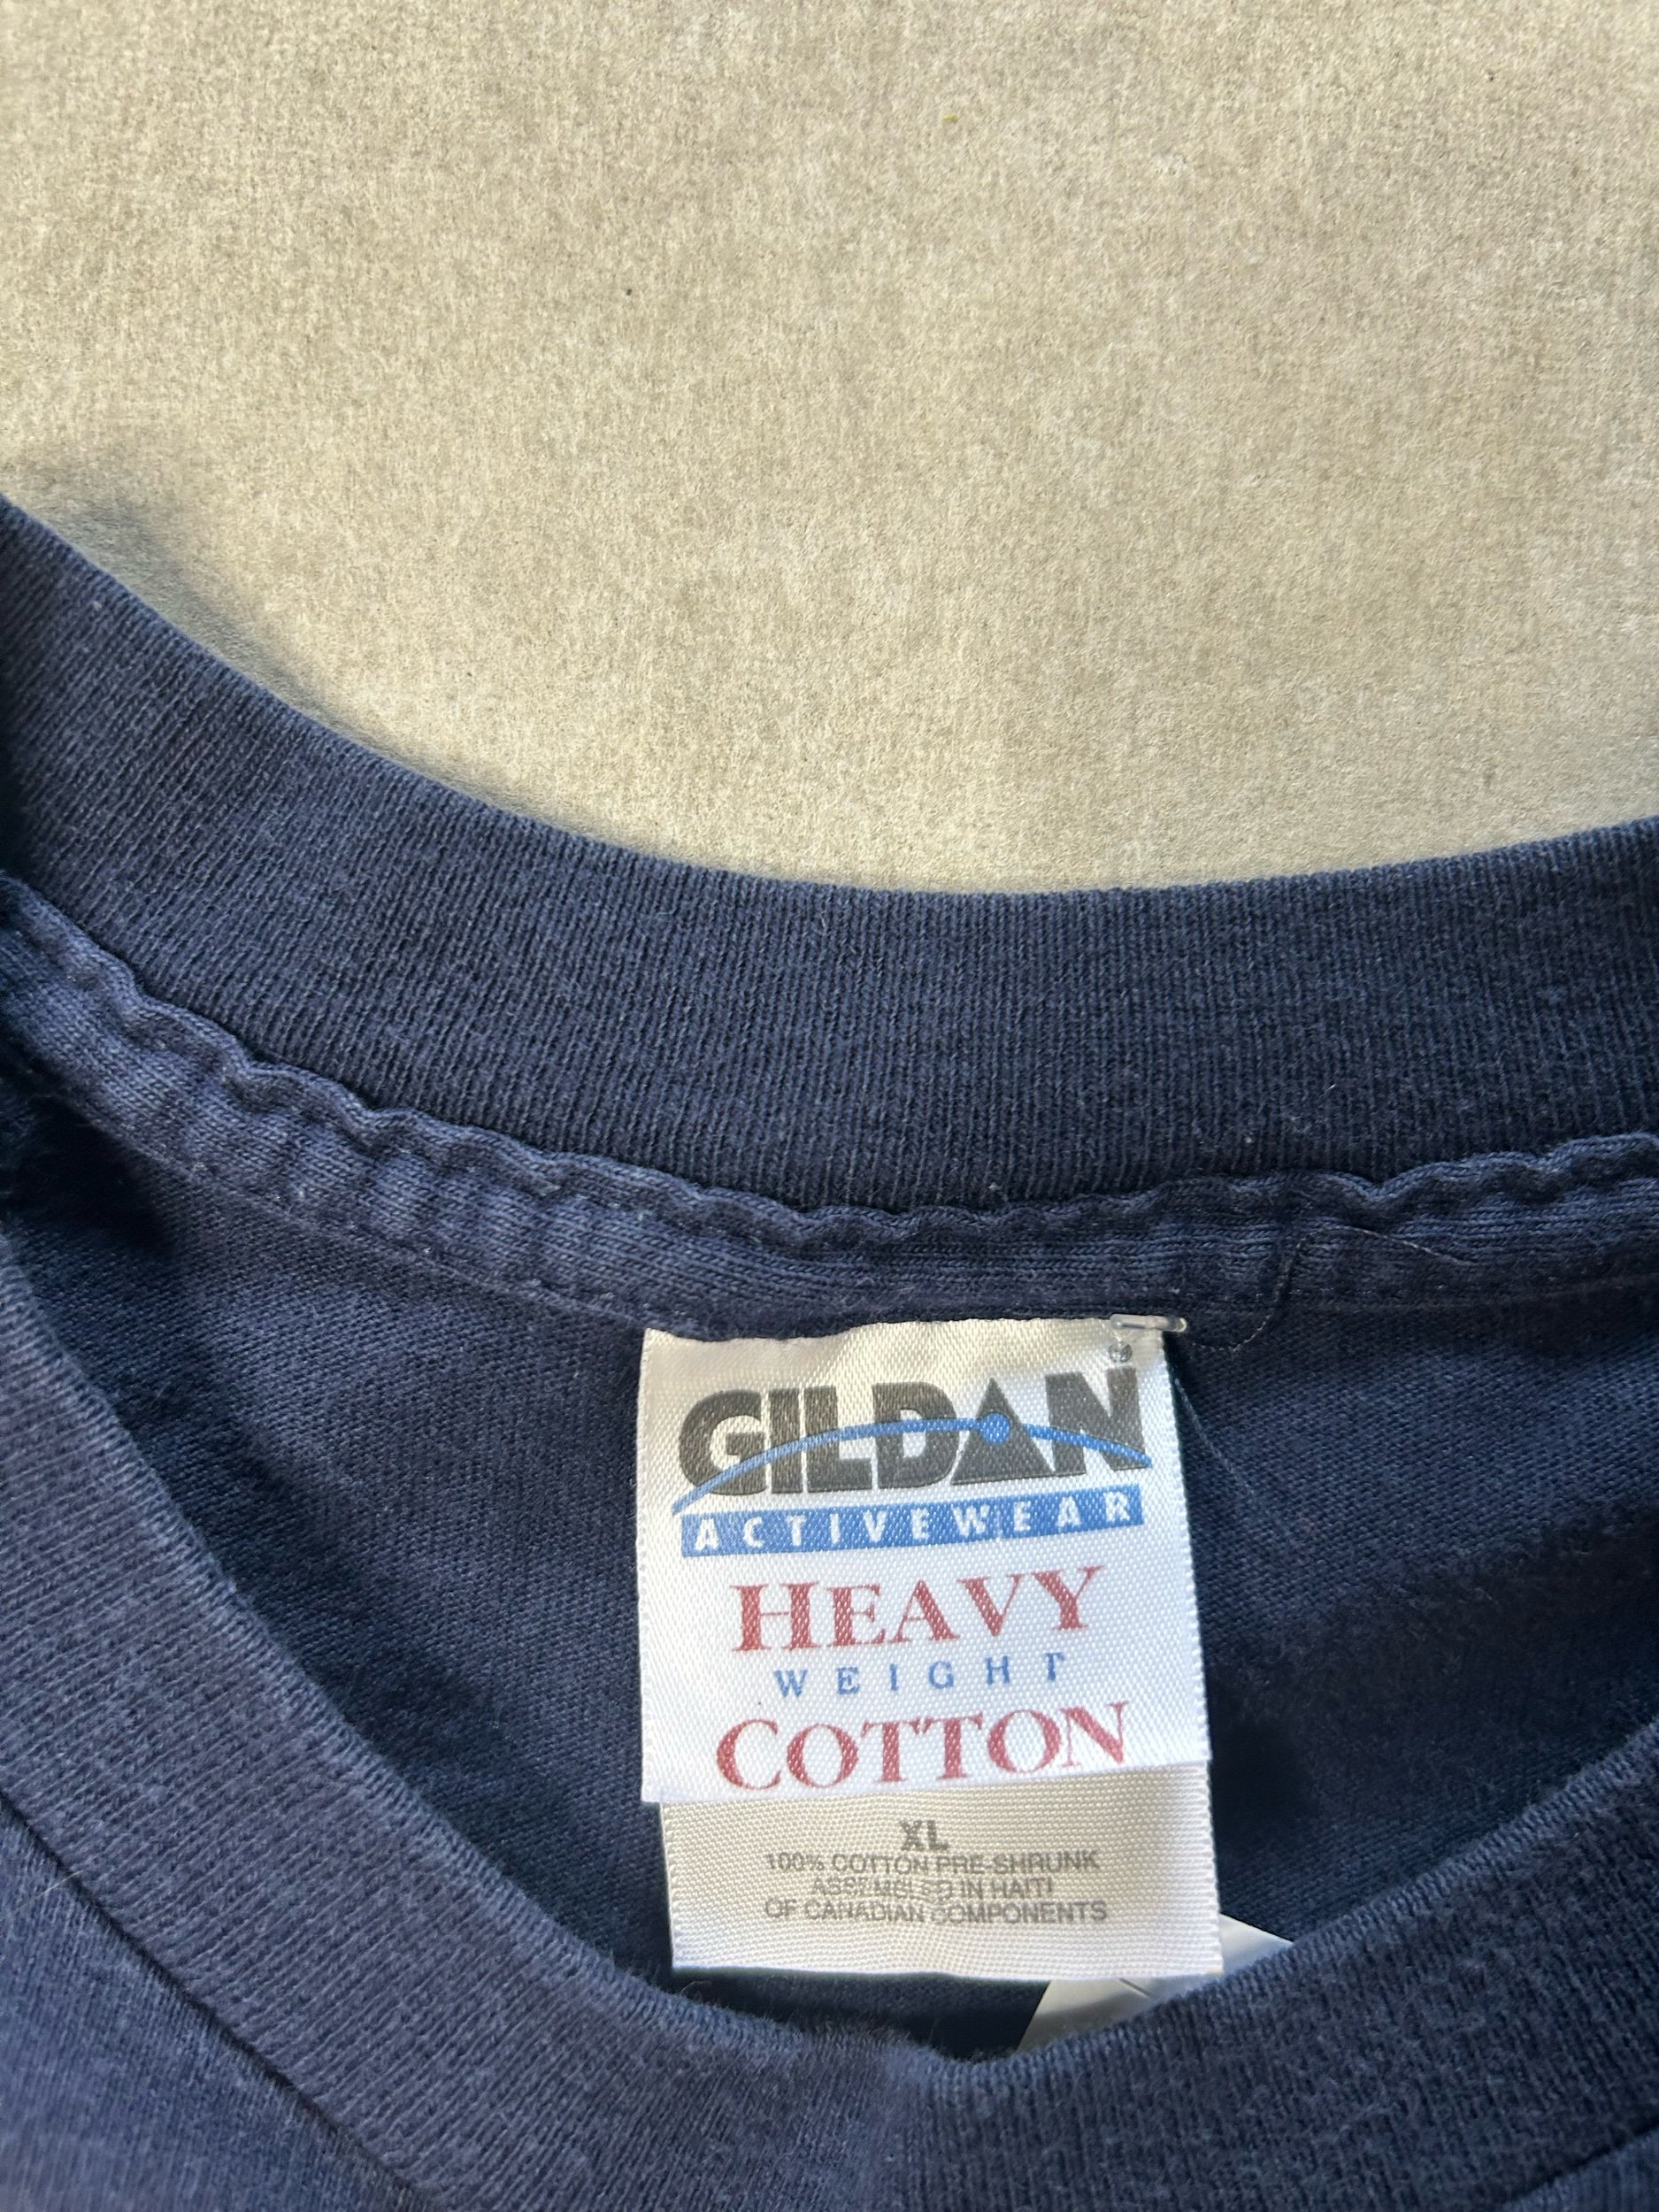 GILDAN®
ACTIVEWEAR
HEAVY
WEIGHT
COTTON
XL
100% COTTON PRE-SHRUNK
ASSEMBLED IN HAITI
OF CANADIAN COMPONENTS